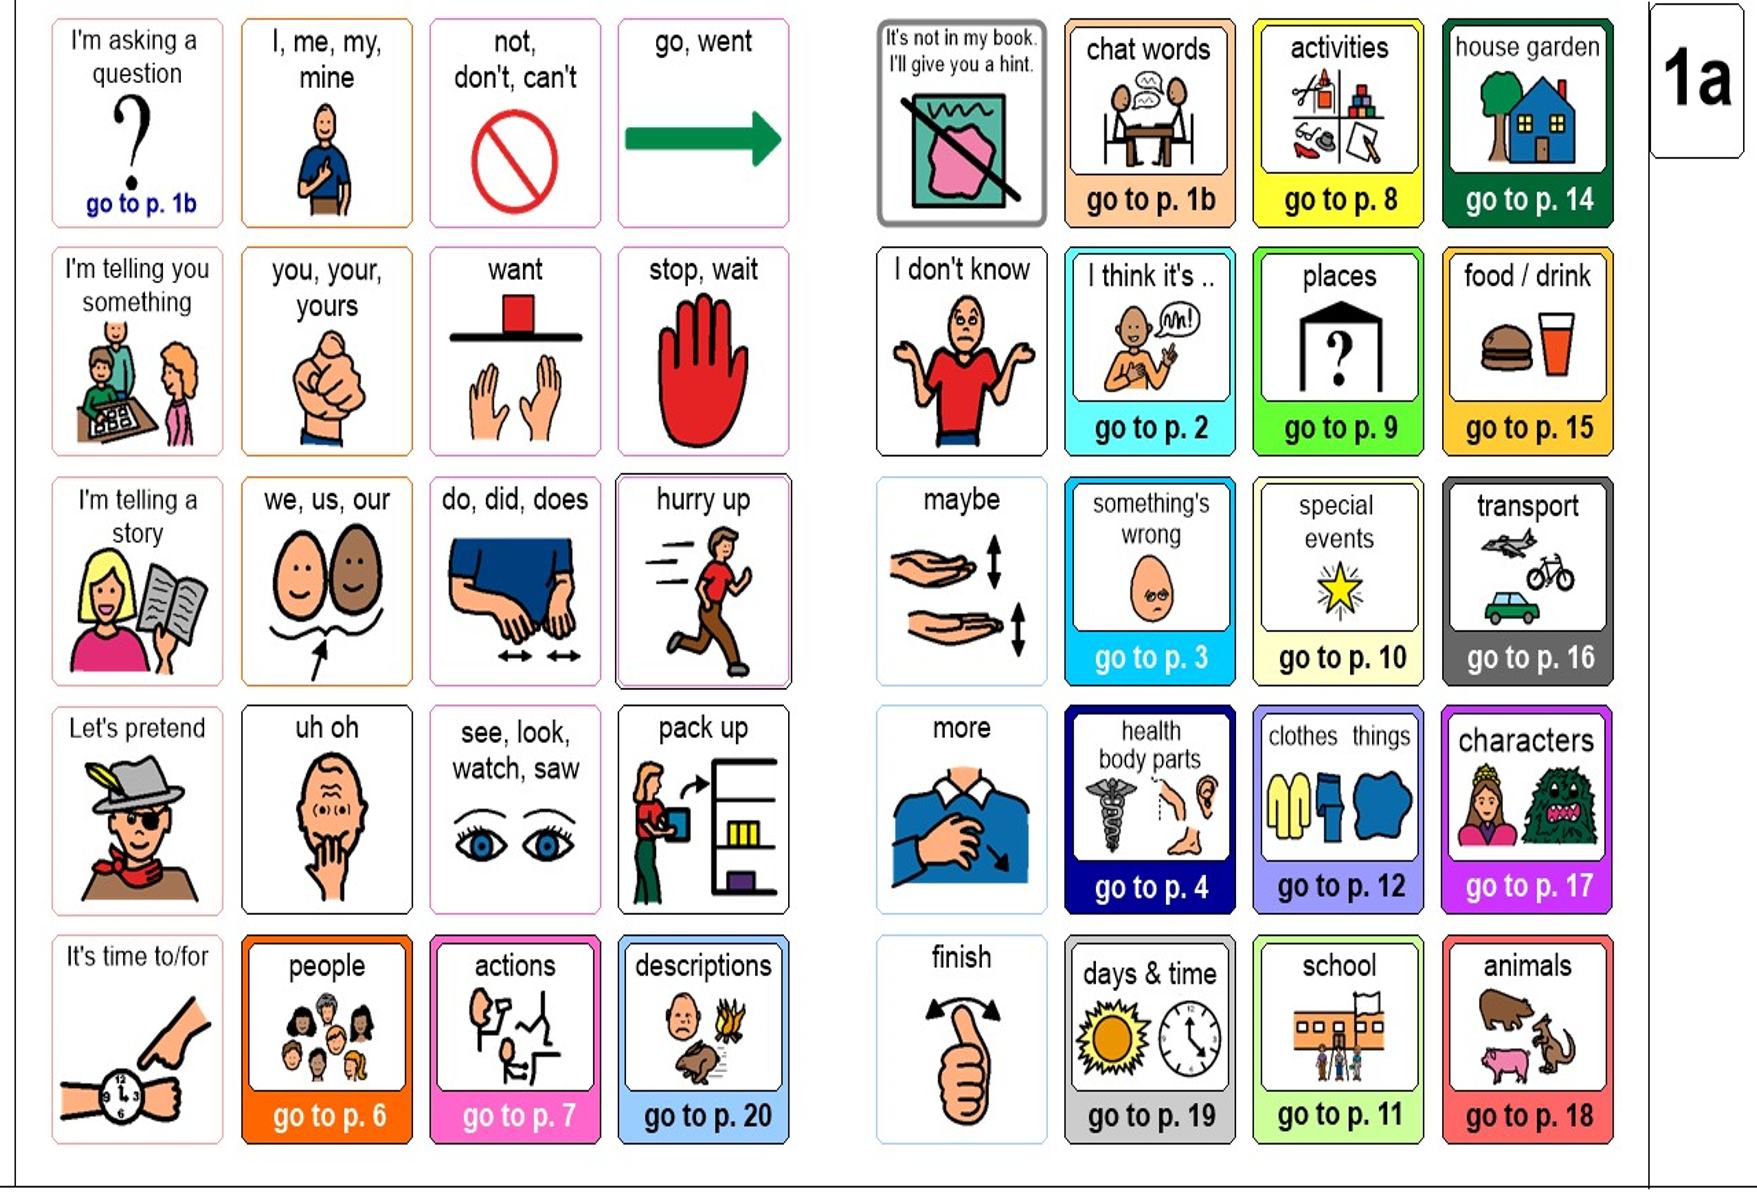 I'm asking a
question
go to p. 1b
I, me, my,
mine
not,
don't, can't
go, went
It's not in my book.
I'll give you a hint.
chat words
go to p. 1b
activities
go to p. 8
house garden
go to p. 14
1a
I'm telling you
something
you, your,
yours
want
stop, wait
I don't know
I think it's ..
go to p. 2
places
?
go to p. 9
food / drink
go to p. 15
I'm telling a
story
we, us, our
do, did, does
hurry up
maybe
something's
wrong
go to p. 3
special
events
go to p. 10
transport
go to p. 16
Let's pretend
uh oh
see, look,
watch, saw
pack up
more
health
body parts
go to p. 4
clothes things
go to p. 12
characters
go to p. 17
It's time to/for
12
9 3
6
people
go to p. 6
actions
go to p. 7
descriptions
go to p. 20
finish
days & time
go to p. 19
school
go to p. 11
animals
go to p. 18